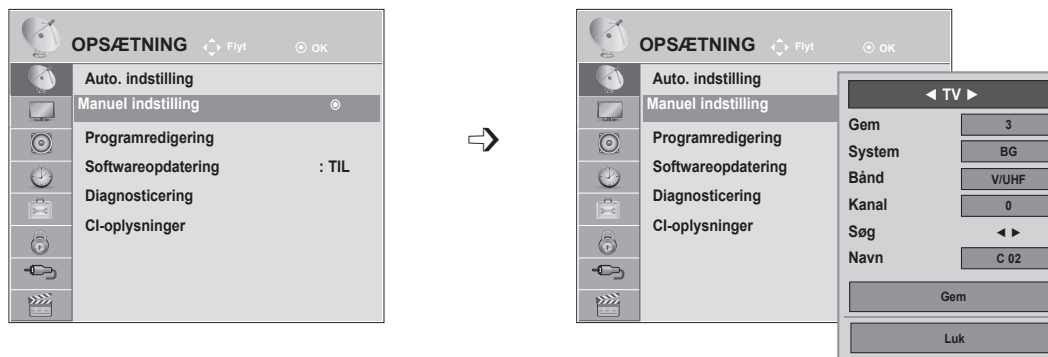 OPSÆTNING Flyt OK
Auto. indstilling
Manuel indstilling
Programredigering
Softwareopdatering : TIL
Diagnosticering
CI-oplysninger
OPSÆTNING Flyt OK
Auto. indstilling
Manuel indstilling
Programredigering
Softwareopdatering
Diagnosticering
CI-oplysninger
◄ TV ►
Gem 3
System BG
Bånd V/UHF
Kanal 0
Søg ◄ ►
Navn C 02
Gem
Luk